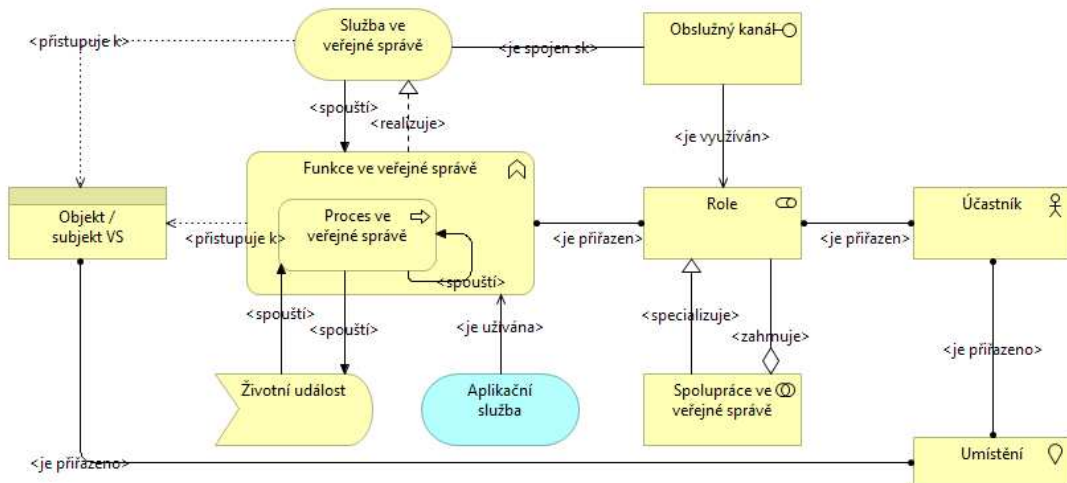 Služba ve
veřejné správě
Obslužný kanál
<přistupuje k>
<je spojen sk>
<spouští>
<realizuje>
<je využíván>
Funkce ve veřejné správě
Objekt /
subjekt VS
Proces ve
veřejné správě
Role
Účastník
<přistupuje k>
<je přiřazen>
<je přiřazen>
<spouští>
<spouští>
<spouští>
<je užívána>
<specializuje>
<zahrnuje>
<je přiřazeno>
Životní událost
Aplikační
služba
Spolupráce ve
veřejné správě
<je přiřazeno>
Umístění